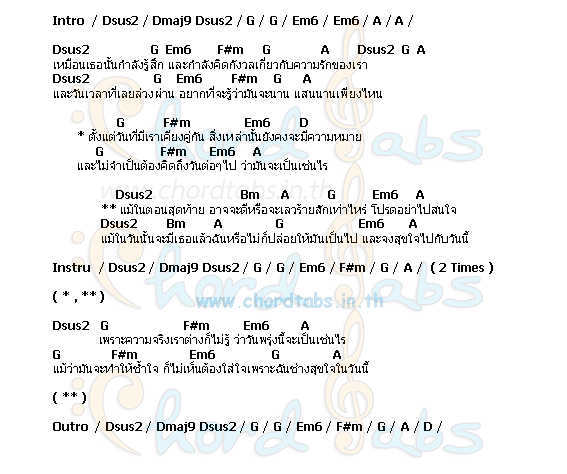 Intro / Dsus2 / Dmaj9 Dsus2 / G / G / Em6 / Em6 / A / A /
Dsus2 G Em6 F#m G A Dsus2 G A
เหมือนเธอนั้นกำลังรู้สึก และกำลังคิดกังวลเกี่ยวกับความรักของเรา
Dsus2 G Em6 F#m G A
และวันเวลาที่เลยล่วงผ่าน อยากที่จะรู้ว่ามันจะนาน แสนนานเพียงไหน
G F#m Em6 D
* ตั้งแต่วันที่มีเราเคียงคู่กัน สิ่งเหล่านั้นยังคงจะมีความหมาย
G F#m Em6 A
และไม่จำเป็นต้องคิดถึงวันต่อๆไป ว่ามันจะเป็นเช่นไร
Dsus2 Bm A G Em6 A
** แม้ในตอนสุดท้าย อาจจะดีหรือจะเลวร้ายสักเท่าไหร่ โปรดอย่าไปสนใจ
Dsus2 Bm A G Em6 A
แม้ในวันนั้นจะมีเธอแล้วฉันหรือไม่ก็ปล่อยให้มันเป็นไป และจงสุขใจไปกับวันนี้
Instru / Dsus2 / Dmaj9 Dsus2 / G / G / Em6 / F#m / G / A / ( 2 Times )
( * , ** )
www.chordtabs.in.th
Dsus2 G F#m Em6 A
เพราะความจริงเราต่างก็ไม่รู้ ว่าวันพรุ่งนี้จะเป็นเช่นไร
G F#m Em6 G A
แม้ว่ามันจะทำให้ช้ำใจ ก็ไม่เห็นต้องใส่ใจเพราะฉันช่างสุขใจในวันนี้
( ** )
Outro / Dsus2 / Dmaj9 Dsus2 / G / G / Em6 / F#m / G / A / D /